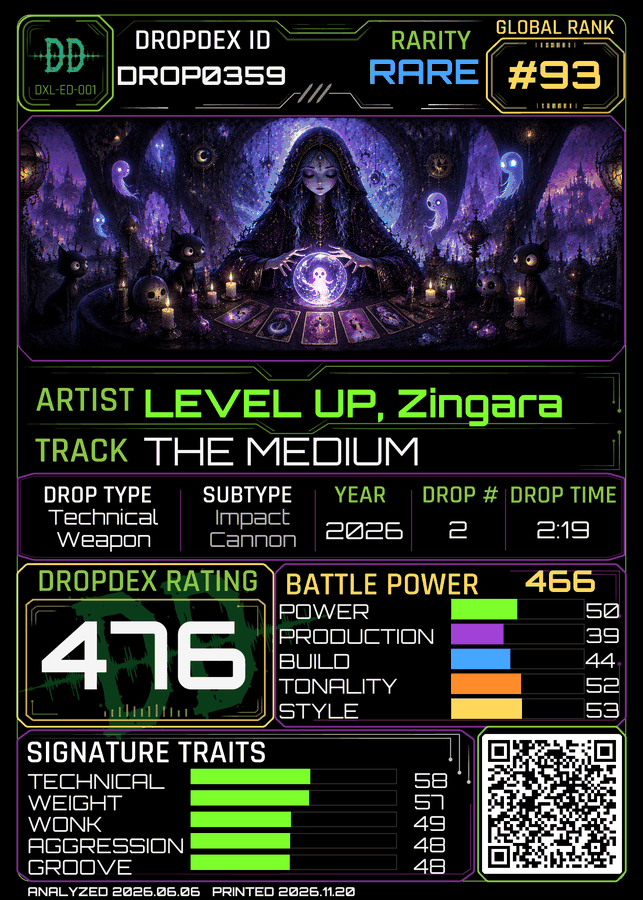 DD
DXL-ED-001
DROPDEX ID
DROP0359
RARITY
RARE
GLOBAL RANK
#93
ARTIST LEVEL UP, Zingara
TRACK THE MEDIUM
DROP TYPE
Technical
Weapon
SUBTYPE
Impact
Cannon
YEAR
2026
DROP #
2
DROP TIME
2:19
DROPDEX RATING
476
BATTLE POWER 466
POWER 50
PRODUCTION 39
BUILD 44
TONALITY 52
STYLE 53
SIGNATURE TRAITS
TECHNICAL 58
WEIGHT 57
WONK 49
AGGRESSION 48
GROOVE 48
ANALYZED 2026.06.06 PRINTED 2026.11.20